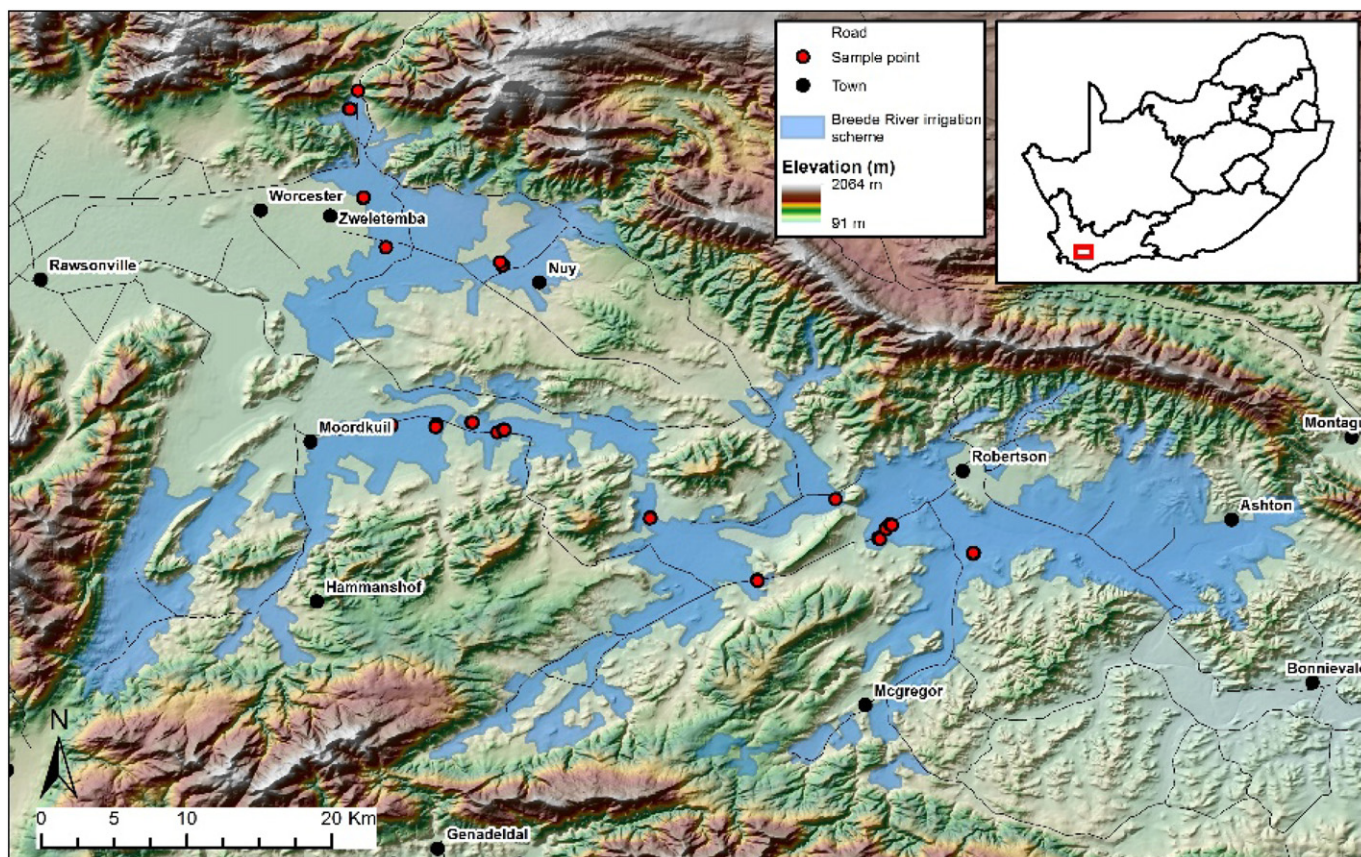 Road
Sample point
Town
Breede River irrigation
scheme
Elevation (m)
2064 m
91 m
Worcester
Zweletemba
Rawsonville
Nuy
Moordkuil
Montagu
Robertson
Ashton
Hammanshof
Bonnievale
Mcgregor
N
0 5 10 20 Km
Genadeldal